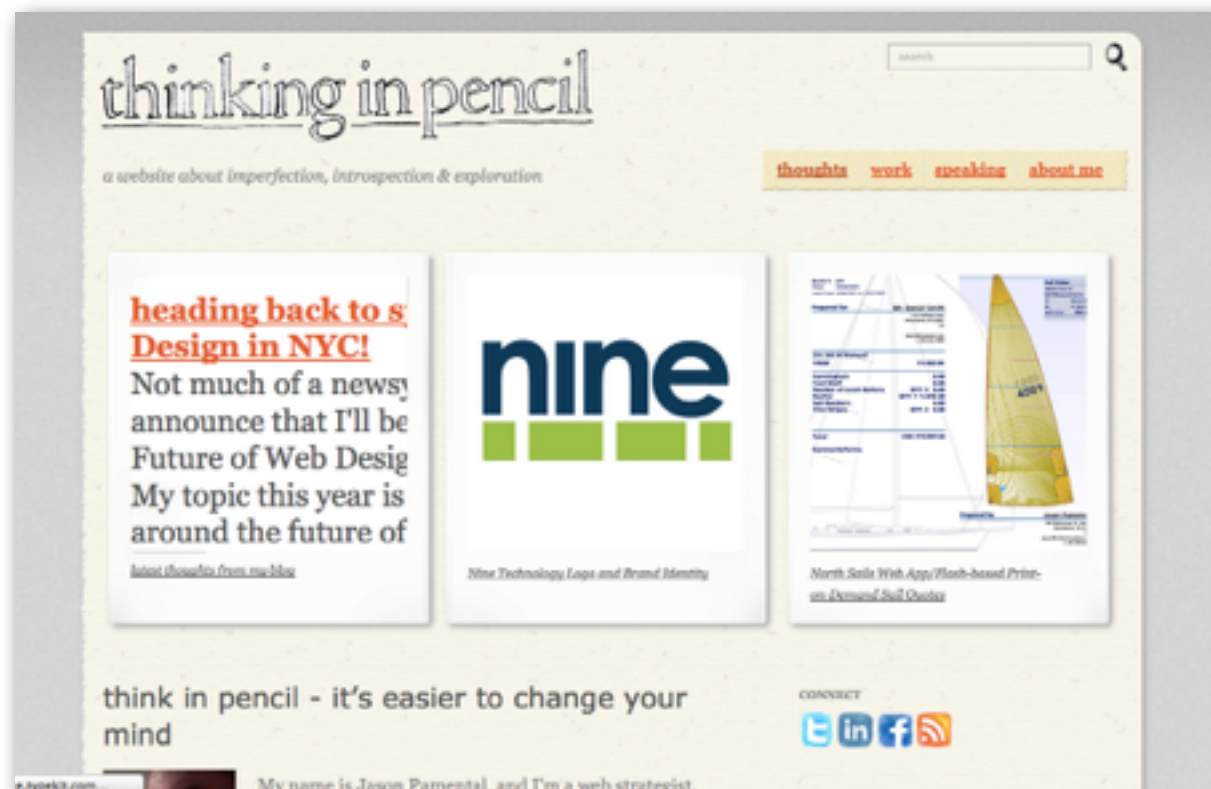 thinking in pencil
search
a website about imperfection, introspection & exploration
thoughts work speaking about me
heading back to s
Design in NYC!
Not much of a newsy
announce that I'll be
Future of Web Desig
My topic this year is
around the future of
latest thoughts from my blog
nine
Nine Technology Logo and Brand Identity
North Sails Web App/Flash-based Print-
on-Demand Sail Quotes
think in pencil - it's easier to change your
mind
CONNECT
in
My name is Jason Pamental, and I'm a web strategist,